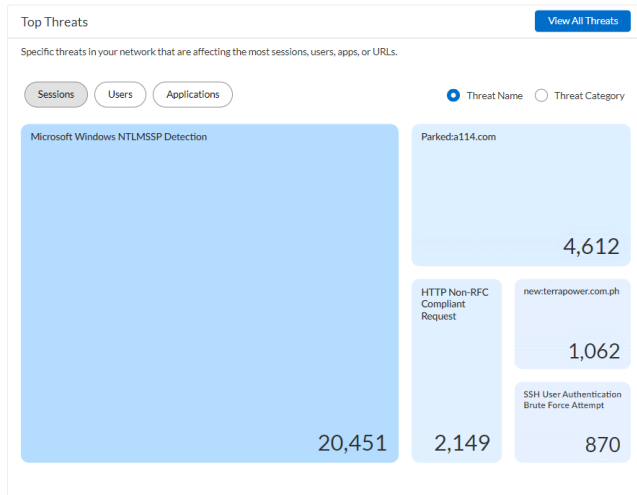 Top Threats
View All Threats
Specific threats in your network that are affecting the most sessions, users, apps, or URLs.
Sessions
Users
Applications
Threat Name
Threat Category
Microsoft Windows NTLMSSP Detection
20,451
Parked:a114.com
4,612
HTTP Non-RFC
Compliant
Request
2,149
new:terrapower.com.ph
1,062
SSH User Authentication
Brute Force Attempt
870